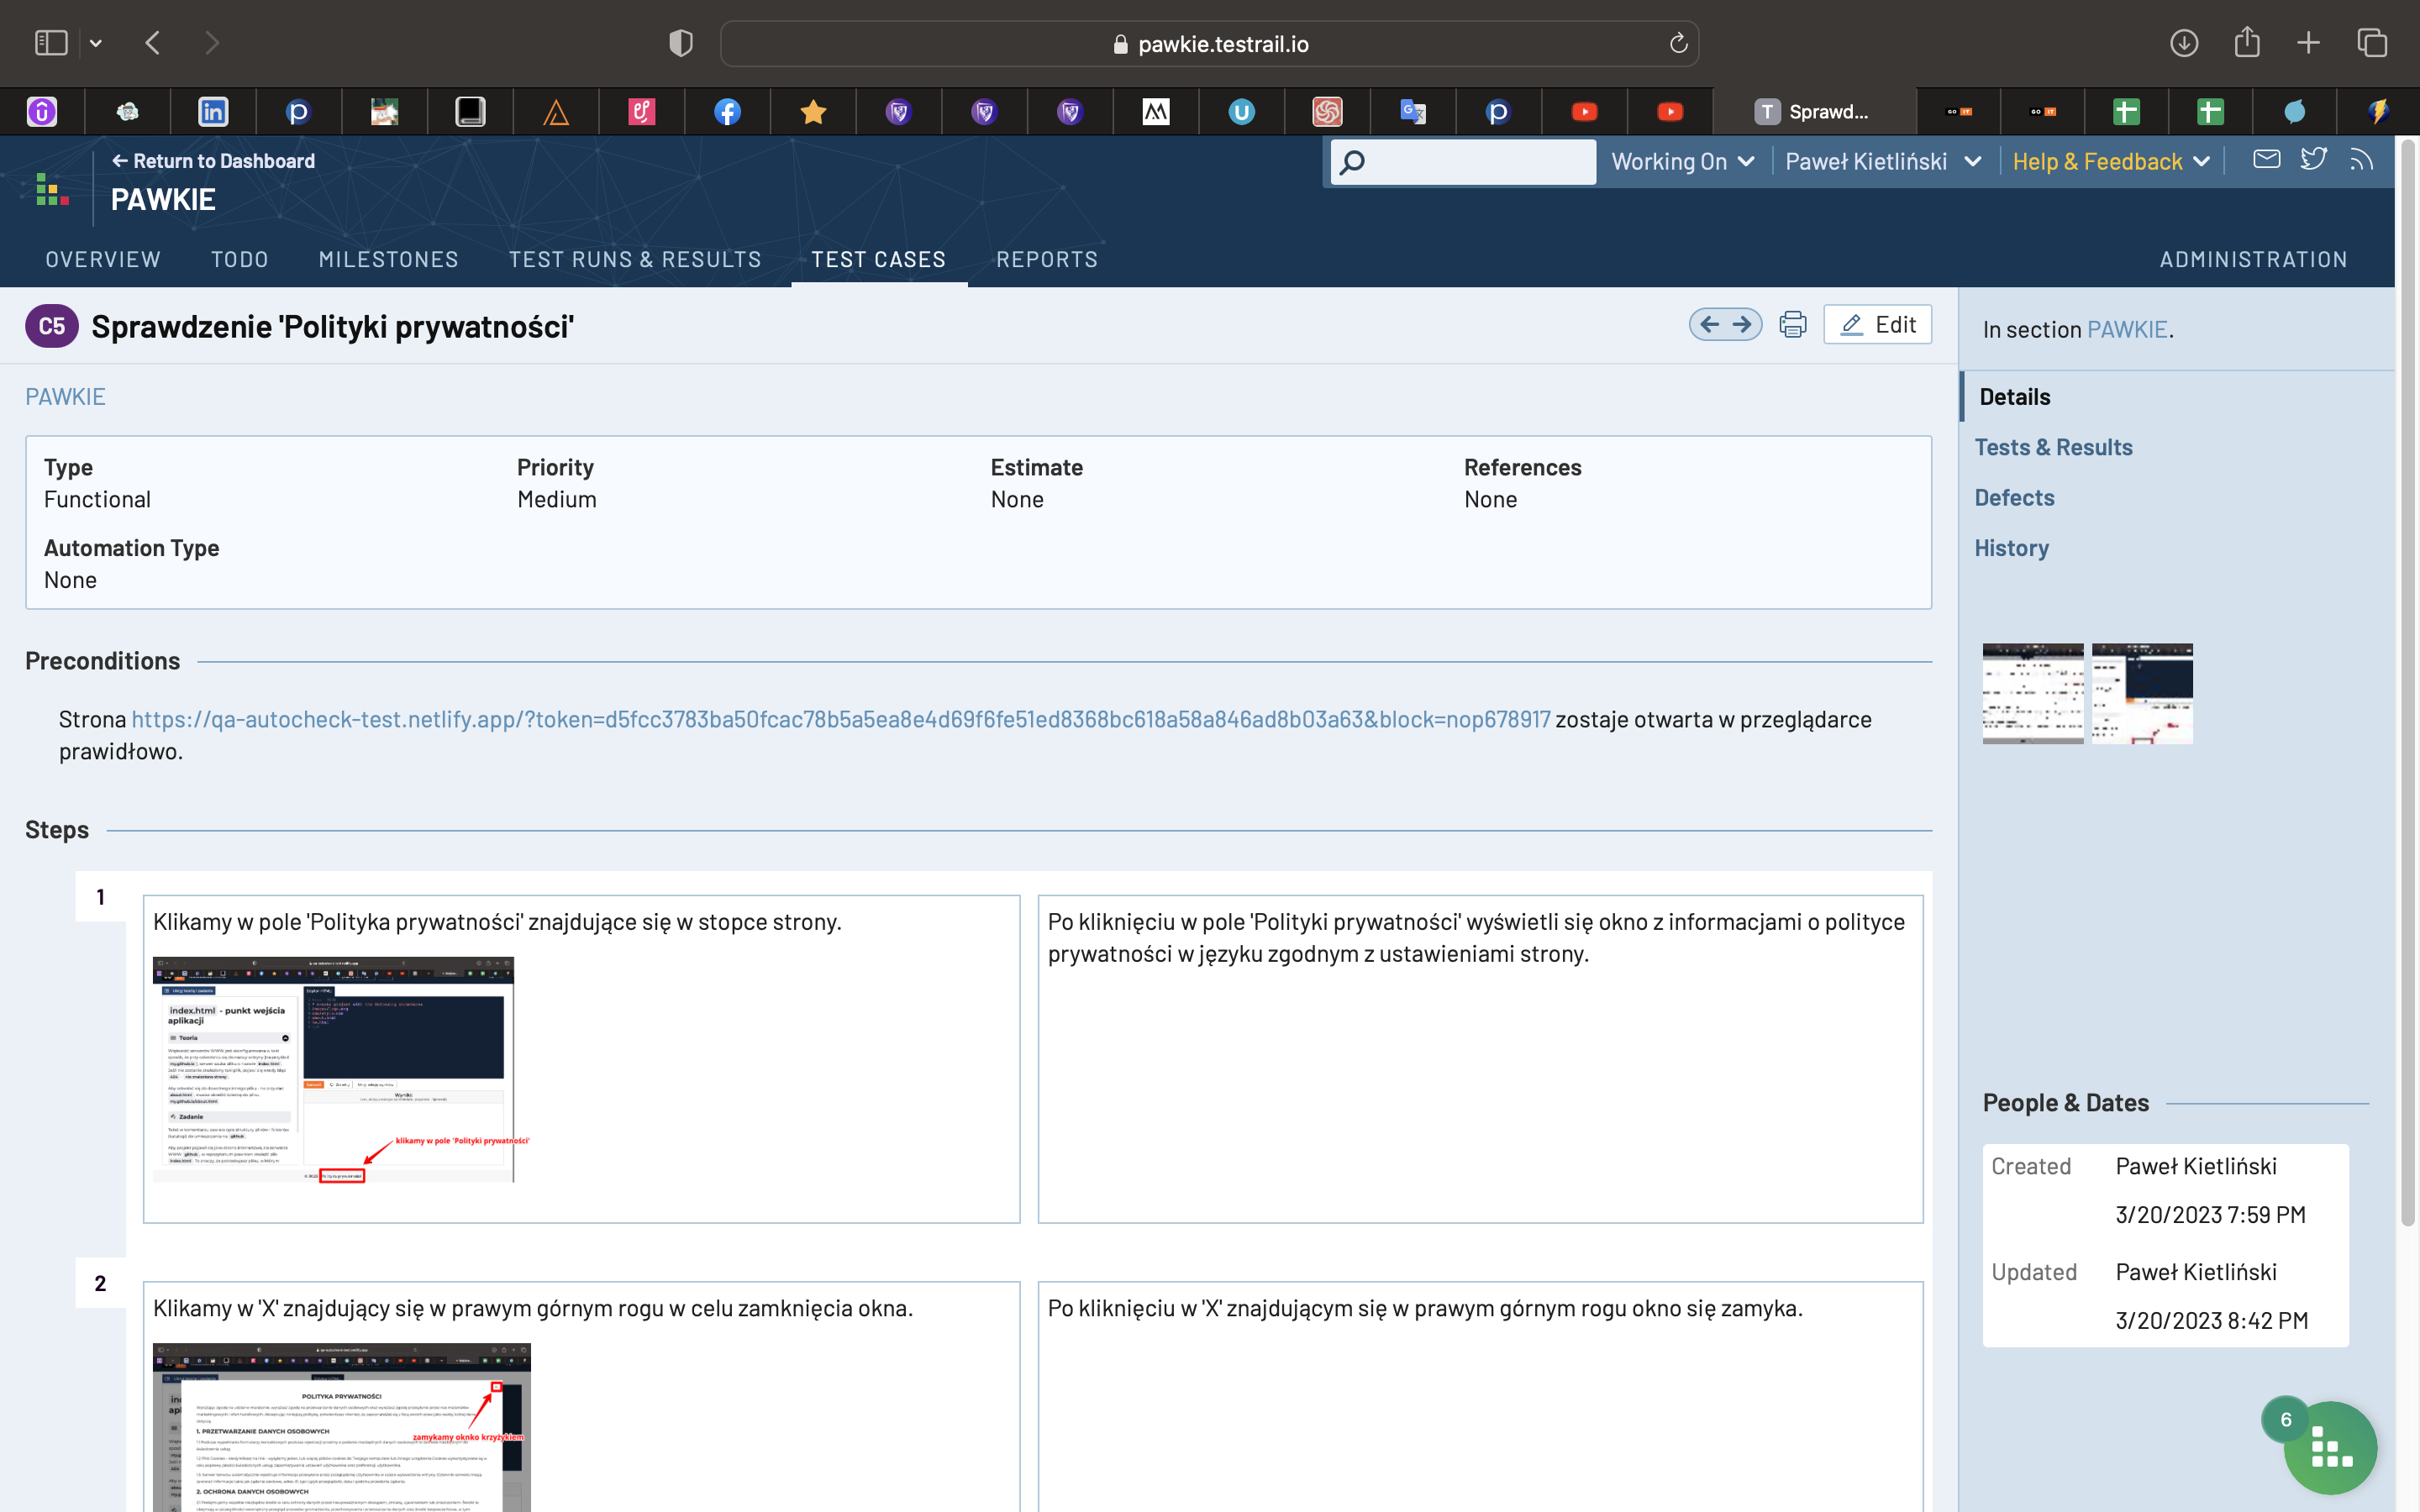 pawkie.testrail.io
Sprawd...
← Return to Dashboard
PAWKIE
Working On
Paweł Kietliński
Help & Feedback
OVERVIEW
TODO
MILESTONES
TEST RUNS & RESULTS
TEST CASES
REPORTS
ADMINISTRATION
C5
Sprawdzenie 'Polityki prywatności'
Edit
In section PAWKIE.
PAWKIE
Details
Tests & Results
Defects
History
Type
Functional
Priority
Medium
Estimate
None
References
None
Automation Type
None
Preconditions
Strona https://qa-autocheck-test.netlify.app/?token=d5fcc3783ba50fcac78b5a5ea8e4d69f6fe51ed8368bc618a58a846ad8b03a63&block=nop678917 zostaje otwarta w przeglądarce
prawidłowo.
Steps
1
Klikamy w pole 'Polityka prywatności' znajdujące się w stopce strony.
index.html - punkt wejścia
aplikacji
Teoria
Zadanie
Wyniki:
klikamy w pole 'Polityki prywatności'
Po kliknięciu w pole 'Polityki prywatności' wyświetli się okno z informacjami o polityce
prywatności w języku zgodnym z ustawieniami strony.
2
Klikamy w 'X' znajdujący się w prawym górnym rogu w celu zamknięcia okna.
POLITYKA PRYWATNOŚCI
1. PRZETWARZANIE DANYCH OSOBOWYCH
zamykamy oknko krzyżykiem
2. OCHRONA DANYCH OSOBOWYCH
Po kliknięciu w 'X' znajdującym się w prawym górnym rogu okno się zamyka.
People & Dates
Created
Paweł Kietliński
3/20/2023 7:59 PM
Updated
Paweł Kietliński
3/20/2023 8:42 PM
6